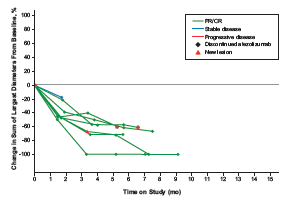 Change in Sum of Largest Diameters From Baseline, %
100
80
60
40
20
0
-20
-40
-60
-80
-100
-120
0 1 2 3 4 5 6 7 8 9 10 11 12 13 14 15
Time on Study (mo)
PR/CR
Stable disease
Progressive disease
Discontinued atezolizumab
New lesion